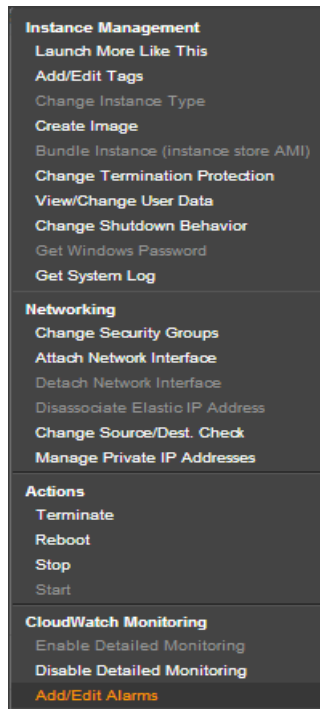 Instance Management
Launch More Like This
Add/Edit Tags
Change Instance Type
Create Image
Bundle Instance (instance store AMI)
Change Termination Protection
View/Change User Data
Change Shutdown Behavior
Get Windows Password
Get System Log
Networking
Change Security Groups
Attach Network Interface
Detach Network Interface
Disassociate Elastic IP Address
Change Source/Dest. Check
Manage Private IP Addresses
Actions
Terminate
Reboot
Stop
Start
CloudWatch Monitoring
Enable Detailed Monitoring
Disable Detailed Monitoring
Add/Edit Alarms